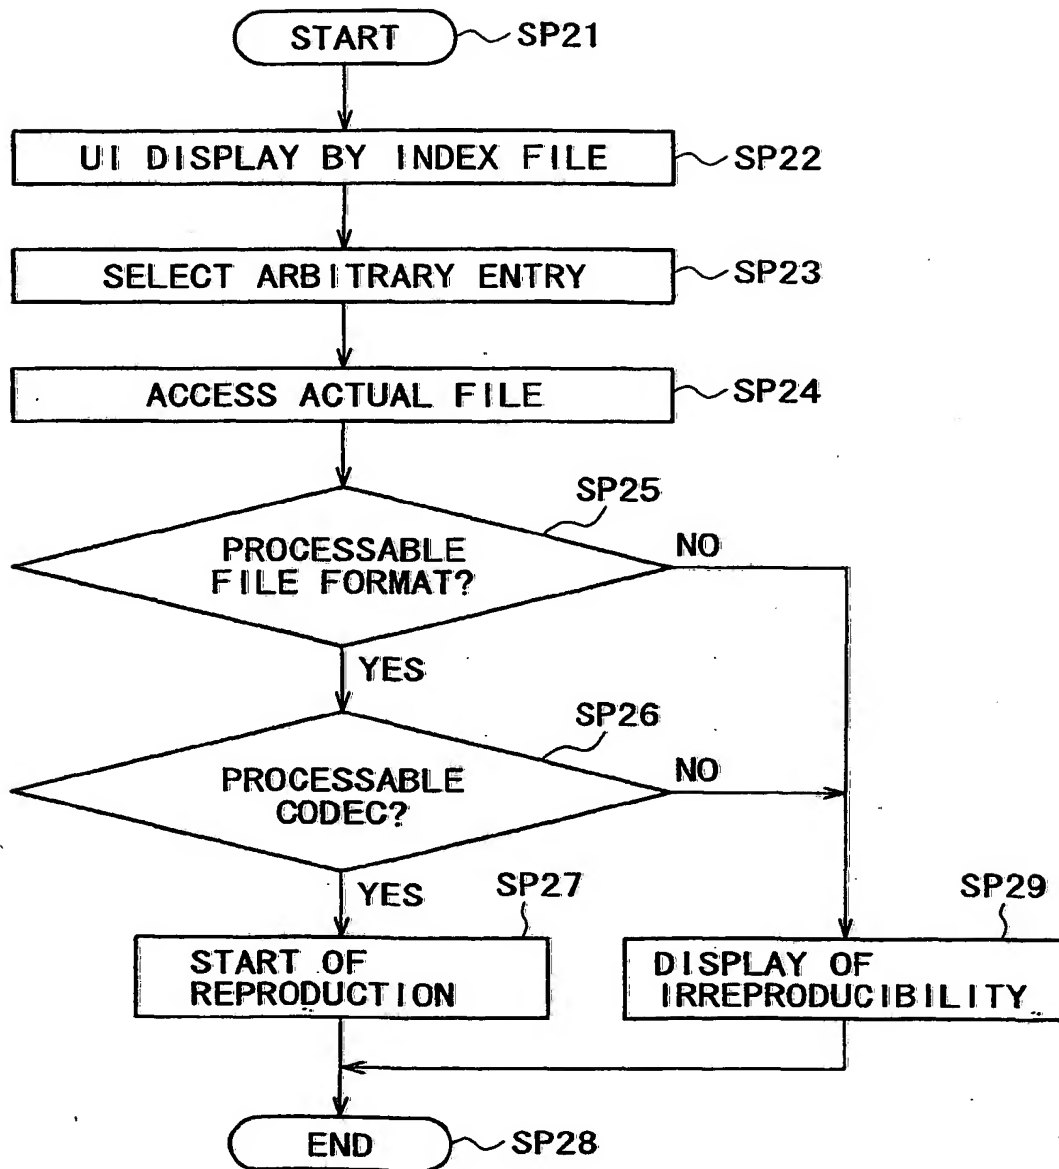 START
SP21
UI DISPLAY BY INDEX FILE
SP22
SELECT ARBITRARY ENTRY
SP23
ACCESS ACTUAL FILE
SP24
SP25
PROCESSABLE
FILE FORMAT?
NO
YES
SP26
PROCESSABLE
CODEC?
NO
YES
SP27
SP29
START OF
REPRODUCTION
DISPLAY OF
IRREPRODUCIBILITY
END
SP28